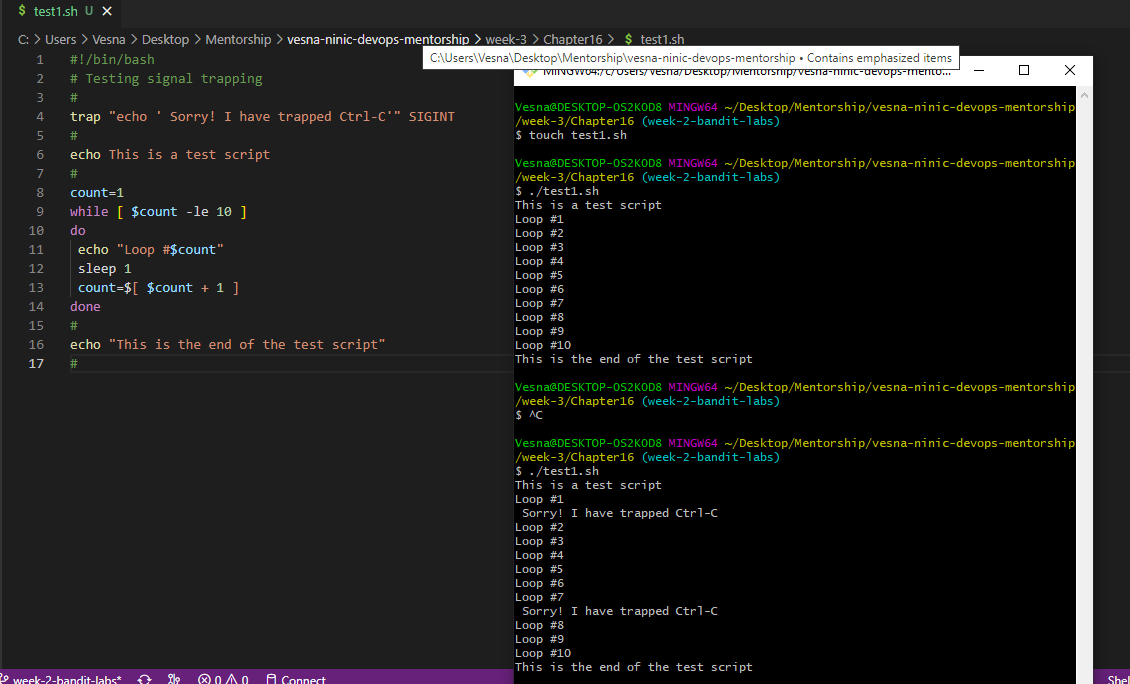 $ test1.sh U ×
C: > Users > Vesna > Desktop > Mentorship > vesna-ninic-devops-mentorship > week-3 > Chapter16 > $ test1.sh
C:\Users\Vesna\Desktop\Mentorship\vesna-ninic-devops-mentorship • Contains emphasized items
1 #!/bin/bash
2 # Testing signal trapping
3 #
4 trap "echo ' Sorry! I have trapped Ctrl-C'" SIGINT
5 #
6 echo This is a test script
7 #
8 count=1
9 while [ $count -le 10 ]
10 do
11 echo "Loop #$count"
12 sleep 1
13 count=$[ $count + 1 ]
14 done
15 #
16 echo "This is the end of the test script"
17 #
MINGW64:/c/Users/Vesna/Desktop/Mentorship/vesna-ninic-devops-mento...
Vesna@DESKTOP-OS2KOD8 MINGW64 ~/Desktop/Mentorship/vesna-ninic-devops-mentorship
/week-3/Chapter16 (week-2-bandit-labs)
$ touch test1.sh
Vesna@DESKTOP-OS2KOD8 MINGW64 ~/Desktop/Mentorship/vesna-ninic-devops-mentorship
/week-3/Chapter16 (week-2-bandit-labs)
$ ./test1.sh
This is a test script
Loop #1
Loop #2
Loop #3
Loop #4
Loop #5
Loop #6
Loop #7
Loop #8
Loop #9
Loop #10
This is the end of the test script
Vesna@DESKTOP-OS2KOD8 MINGW64 ~/Desktop/Mentorship/vesna-ninic-devops-mentorship
/week-3/Chapter16 (week-2-bandit-labs)
$ ^C
Vesna@DESKTOP-OS2KOD8 MINGW64 ~/Desktop/Mentorship/vesna-ninic-devops-mentorship
/week-3/Chapter16 (week-2-bandit-labs)
$ ./test1.sh
This is a test script
Loop #1
Sorry! I have trapped Ctrl-C
Loop #2
Loop #3
Loop #4
Loop #5
Loop #6
Loop #7
Sorry! I have trapped Ctrl-C
Loop #8
Loop #9
Loop #10
This is the end of the test script
week-2-bandit-labs* 0 0 Connect
Shel